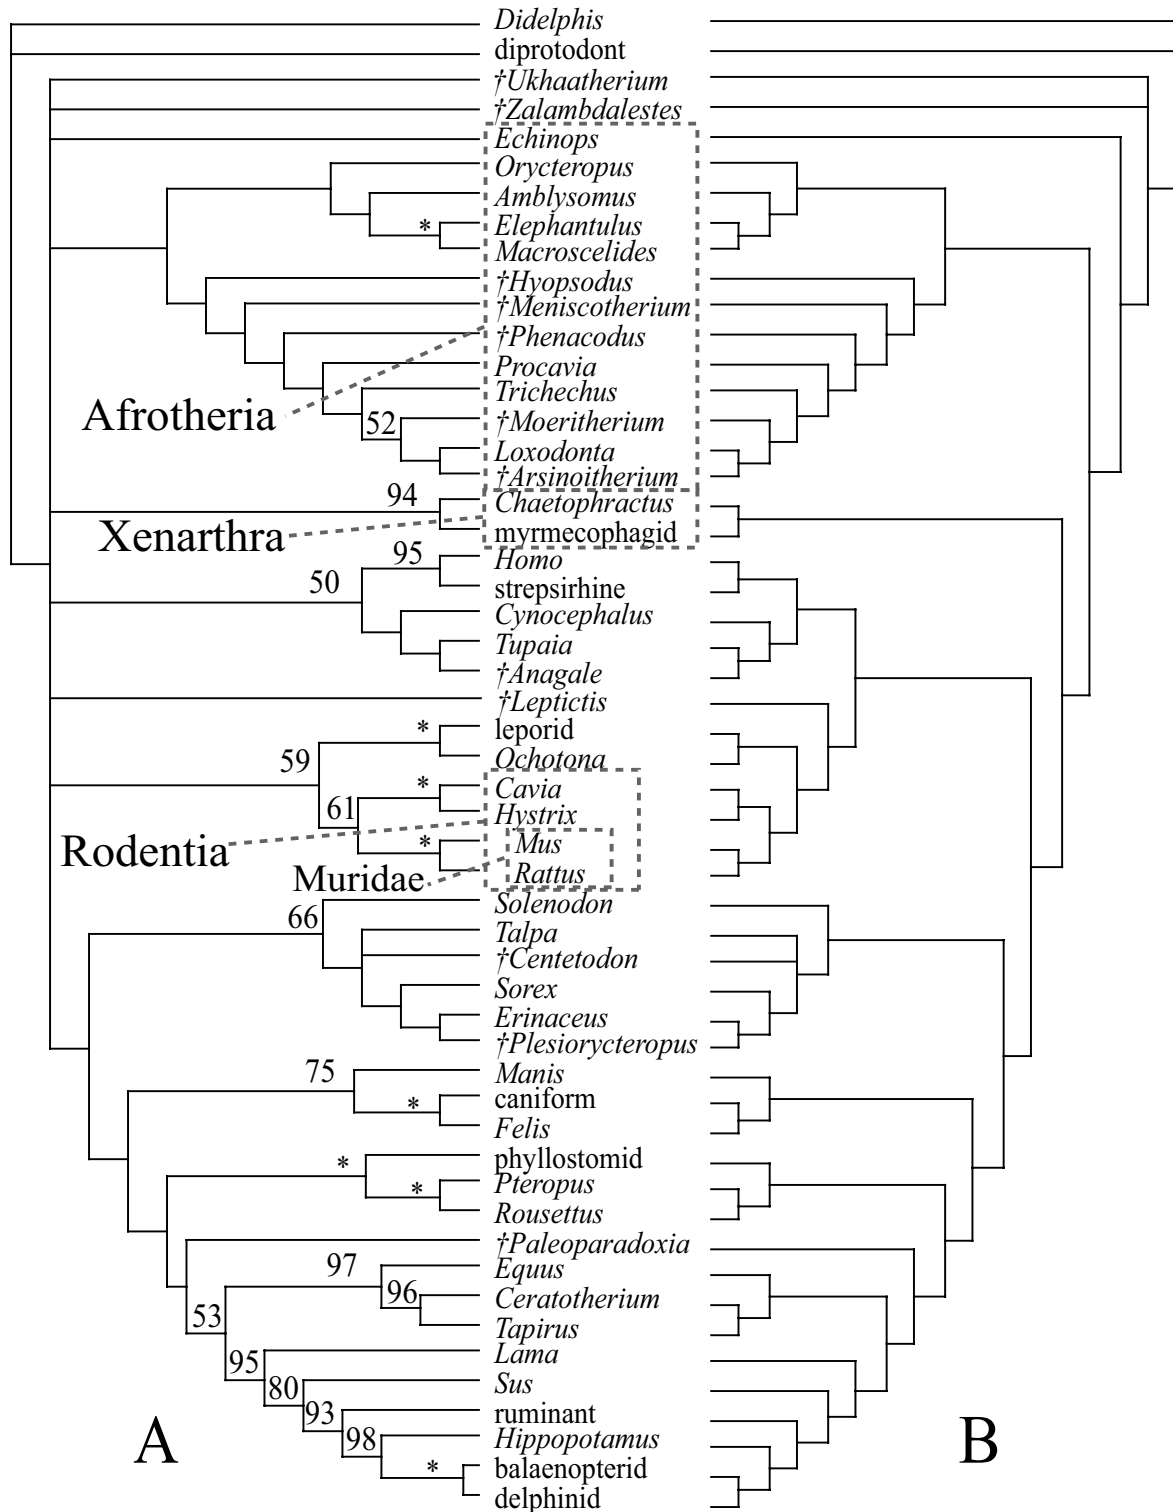 Didelphis
diprotodont
†Ukhaatherium
†Zalambdalestes
Echinops
Orycteropus
Amblysomus
* Elephantulus
Macroscelides
†Hyopsodus
†Meniscotherium
†Phenacodus
Procavia
Trichechus
Afrotheria
52 †Moeritherium
Loxodonta
†Arsinoitherium
94 Chaetophractus
Xenarthra myrmecophagid
95 Homo
50 strepsirhine
Cynocephalus
Tupaia
†Anagale
†Leptictis
* leporid
59 Ochotona
* Cavia
61 Hystrix
* Mus
Rodentia
Muridae Rattus
Solenodon
66
Talpa
†Centetodon
Sorex
Erinaceus
†Plesiorycteropus
75 Manis
* caniform
Felis
* phyllostomid
* Pteropus
Rousettus
†Paleoparadoxia
97 Equus
96 Ceratotherium
53 Tapirus
95 Lama
80 Sus
93 ruminant
98 Hippopotamus
A B
* balaenopterid
delphinid